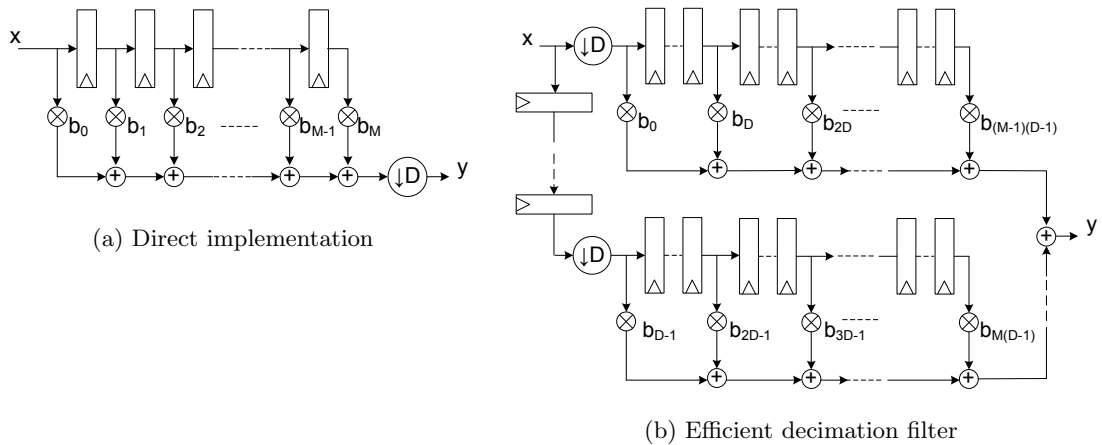 x
b0 b1 b2 bM-1 bM
↓D y
(a) Direct implementation
x ↓D
b0 bD b2D b(M-1)(D-1)
y
↓D
bD-1 b2D-1 b3D-1 bM(D-1)
(b) Efficient decimation filter